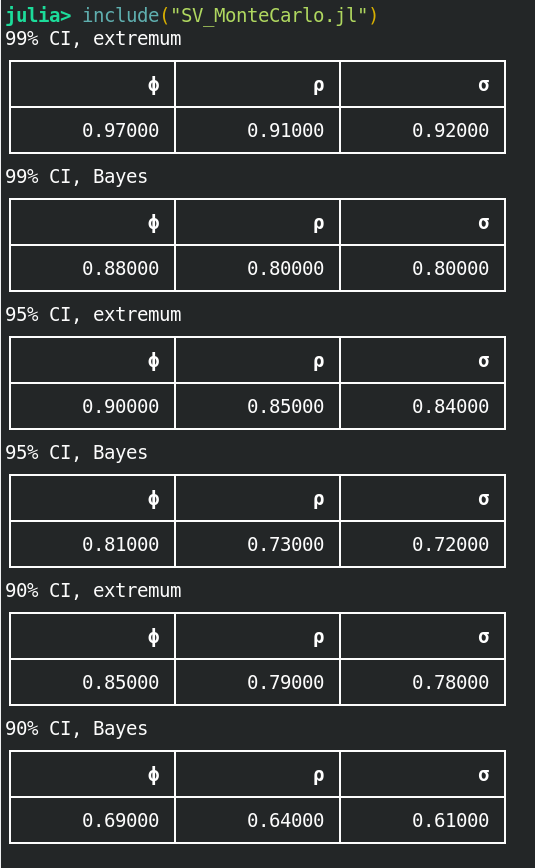 julia> include("SV_MonteCarlo.jl")
99% CI, extremum
ϕ ρ σ
0.97000 0.91000 0.92000
99% CI, Bayes
ϕ ρ σ
0.88000 0.80000 0.80000
95% CI, extremum
ϕ ρ σ
0.90000 0.85000 0.84000
95% CI, Bayes
ϕ ρ σ
0.81000 0.73000 0.72000
90% CI, extremum
ϕ ρ σ
0.85000 0.79000 0.78000
90% CI, Bayes
ϕ ρ σ
0.69000 0.64000 0.61000